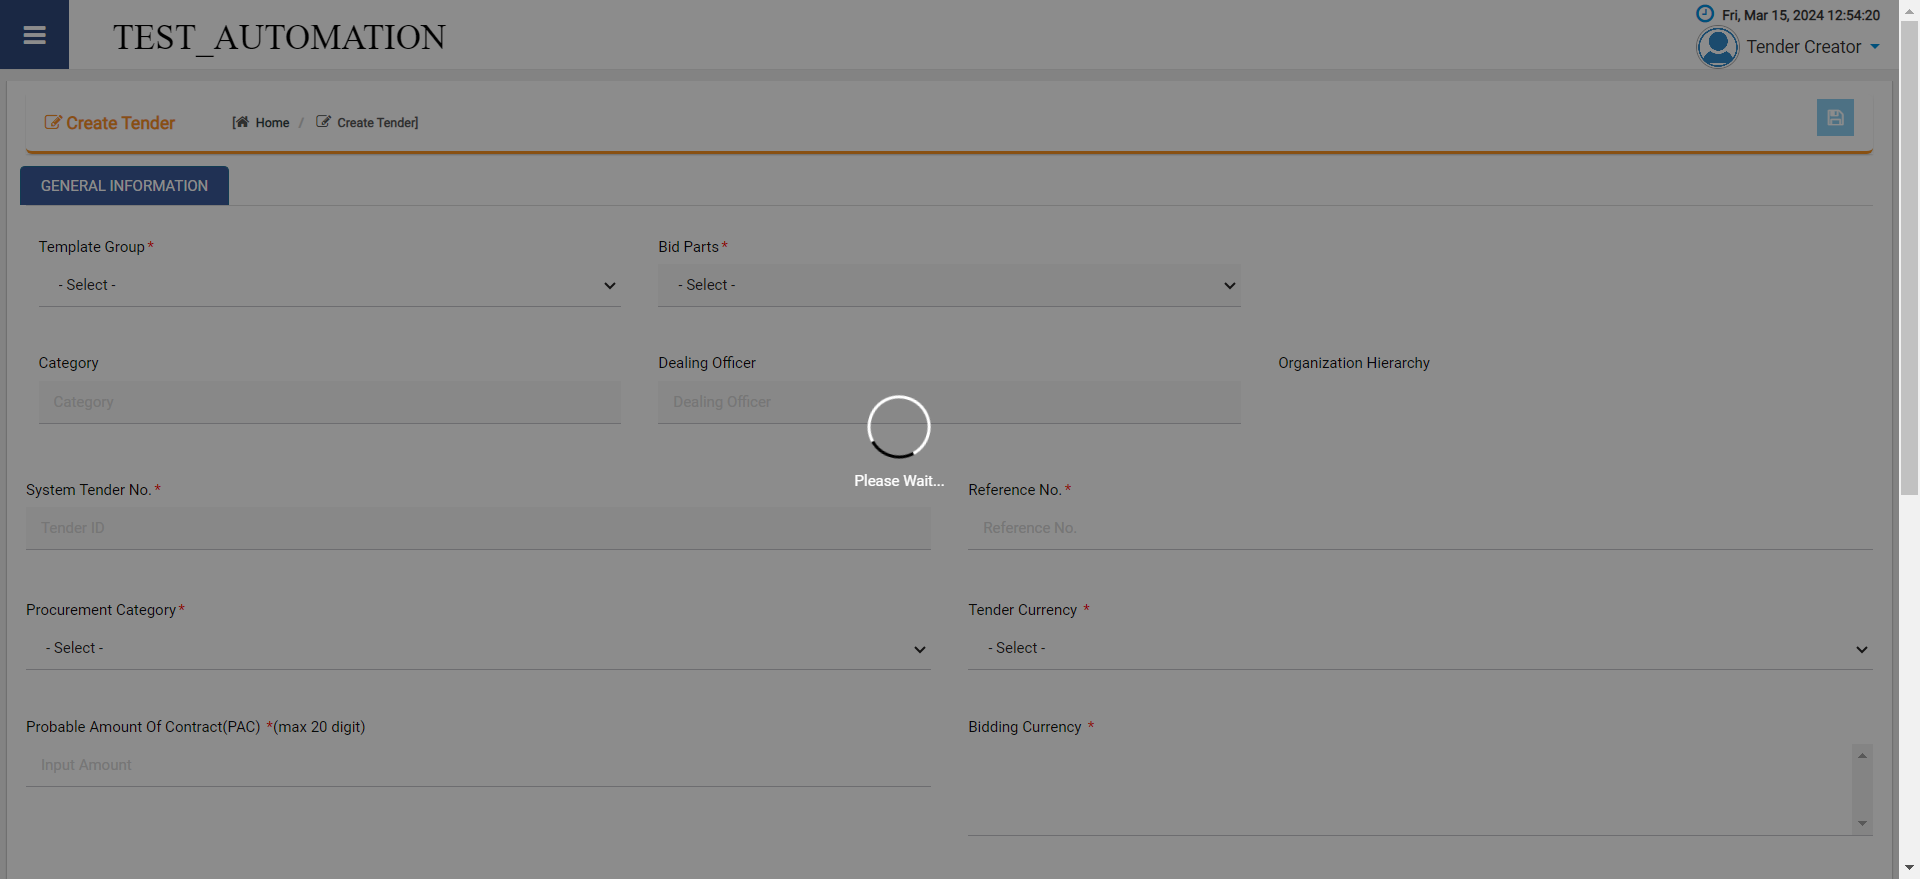 TEST_AUTOMATION
Fri, Mar 15, 2024 12:54:20
Tender Creator
Create Tender
[ Home / Create Tender]
GENERAL INFORMATION
Template Group *
Bid Parts *
- Select -
- Select -
Category
Dealing Officer
Organization Hierarchy
Category
Dealing Officer
Please Wait...
System Tender No. *
Reference No. *
Tender ID
Reference No.
Procurement Category *
Tender Currency *
- Select -
- Select -
Probable Amount Of Contract(PAC) *(max 20 digit)
Bidding Currency *
Input Amount